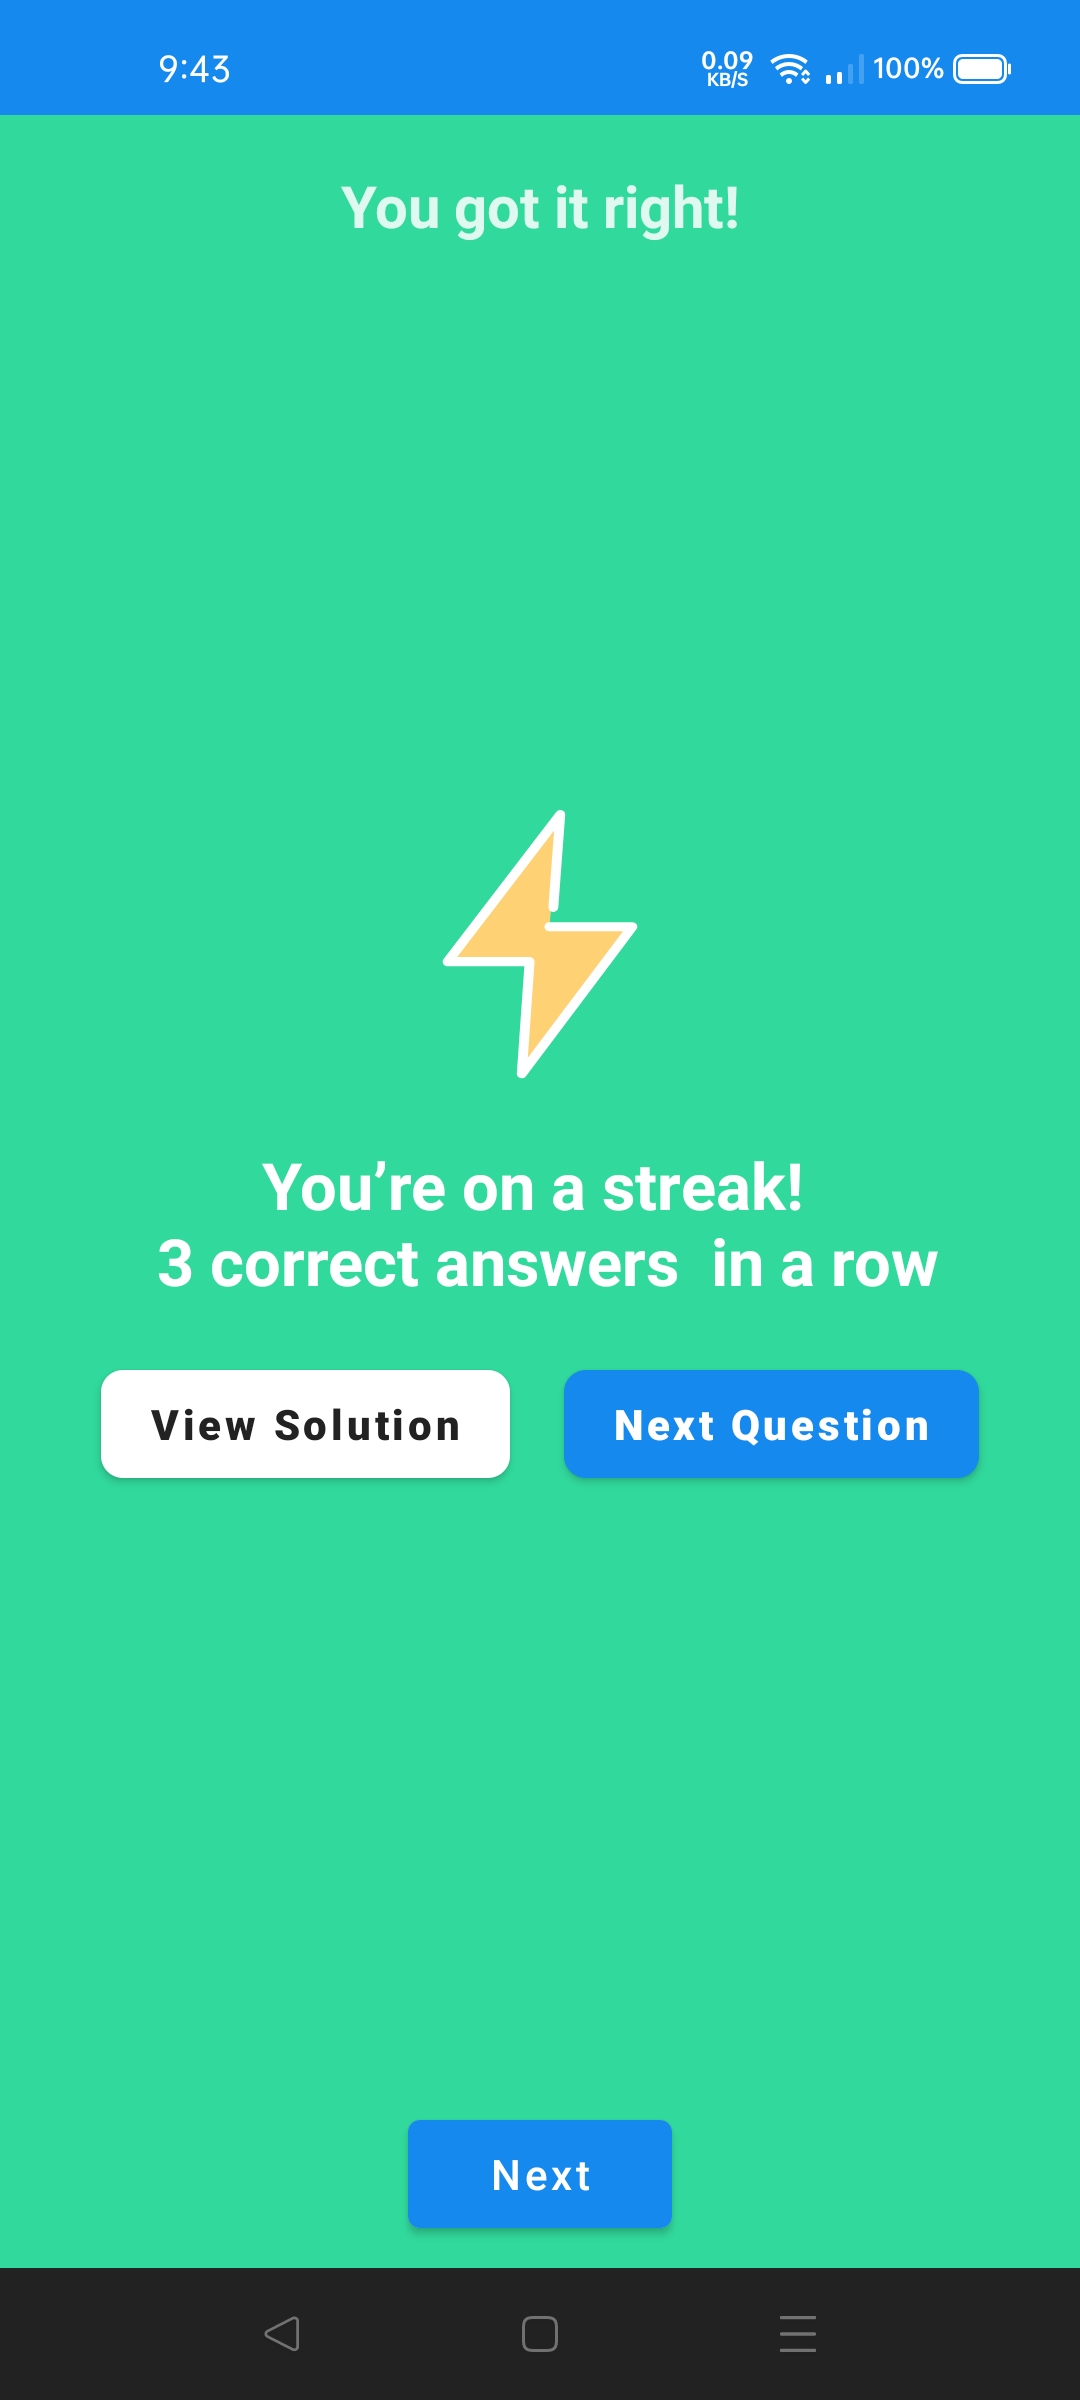 9:43
0.09
KB/S
100%
You got it right!
You’re on a streak!
3 correct answers  in a row
View Solution
Next Question
Next